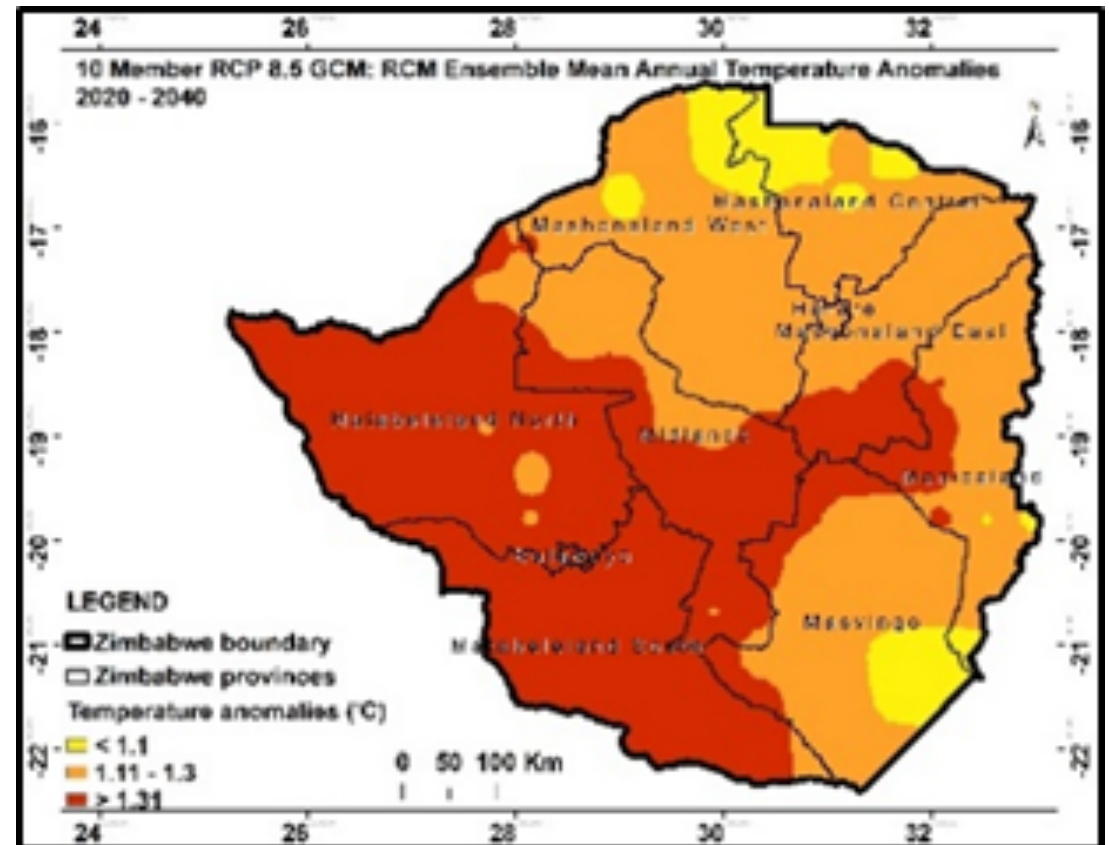 24 26 28 30 32
10 Member RCP 8.5 GCM: RCM Ensemble Mean Annual Temperature Anomalies
2020 - 2040
-16 -16
Mashonaland Central
Mashonaland West
-17 -17
Harare
Mashonaland East
-18 -18
Matabeleland North
Midlands
-19 -19
Manicaland
-20 -20
Bulawayo
LEGEND
Zimbabwe boundary
Masvingo
Matabeleland South
-21 -21
Zimbabwe provinces
Temperature anomalies (°C)
< 1.1
-22 -22
1.11 - 1.3
0 50 100 Km
> 1.31
24 26 28 30 32